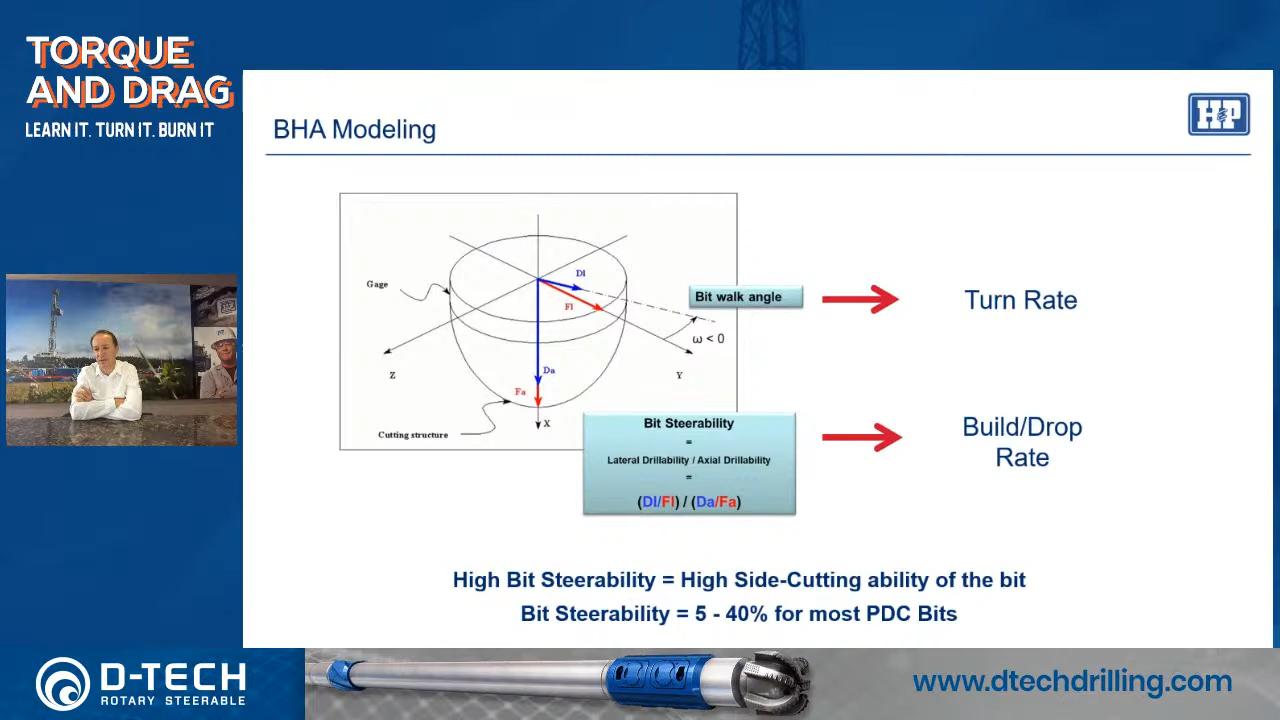 TORQUE
AND DRAG
LEARN IT. TURN IT. BURN IT
BHA Modeling
H&P
Gage
Dl
Fl
Bit walk angle
Turn Rate
ω < 0
Z
Da
Y
Fa
X
Cutting structure
Bit Steerability
=
Lateral Drillability / Axial Drillability
=
(Dl/Fl) / (Da/Fa)
Build/Drop
Rate
High Bit Steerability = High Side-Cutting ability of the bit
Bit Steerability = 5 - 40% for most PDC Bits
D-TECH
ROTARY STEERABLE
www.dtechdrilling.com